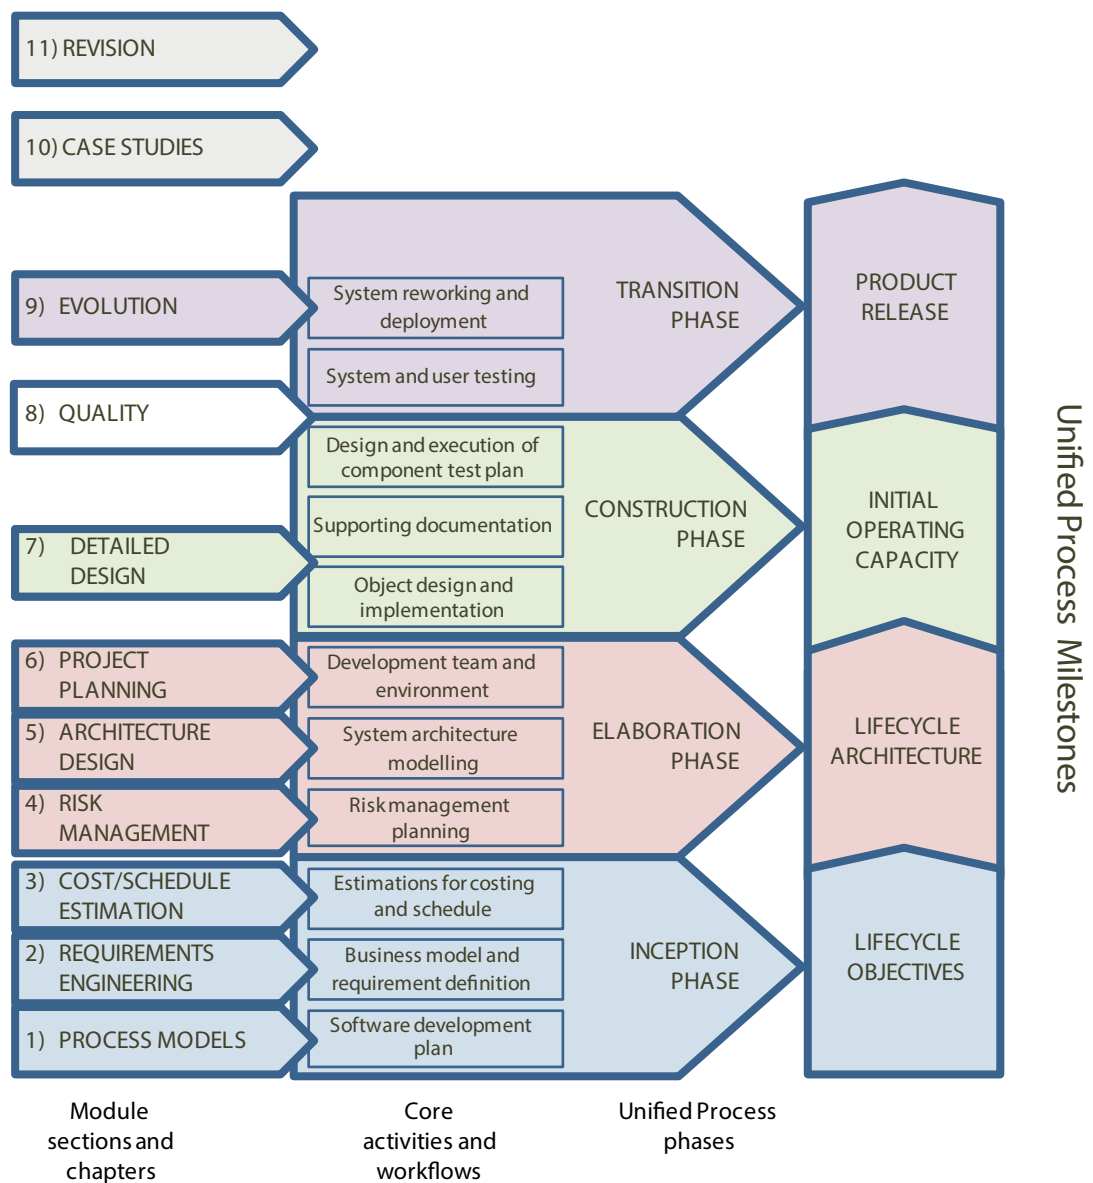 11) REVISION
10) CASE STUDIES
9) EVOLUTION
System reworking and
deployment
System and user testing
TRANSITION
PHASE
PRODUCT
RELEASE
8) QUALITY
Design and execution of
component test plan
Supporting documentation
7) DETAILED
DESIGN
Object design and
implementation
CONSTRUCTION
PHASE
INITIAL
OPERATING
CAPACITY
6) PROJECT
PLANNING
Development team and
environment
5) ARCHITECTURE
DESIGN
System architecture
modelling
4) RISK
MANAGEMENT
Risk management
planning
ELABORATION
PHASE
LIFECYCLE
ARCHITECTURE
3) COST/SCHEDULE
ESTIMATION
Estimations for costing
and schedule
2) REQUIREMENTS
ENGINEERING
Business model and
requirement definition
1) PROCESS MODELS
Software development
plan
INCEPTION
PHASE
LIFECYCLE
OBJECTIVES
Unified Process Milestones
Module
sections and
chapters
Core
activities and
workflows
Unified Process
phases